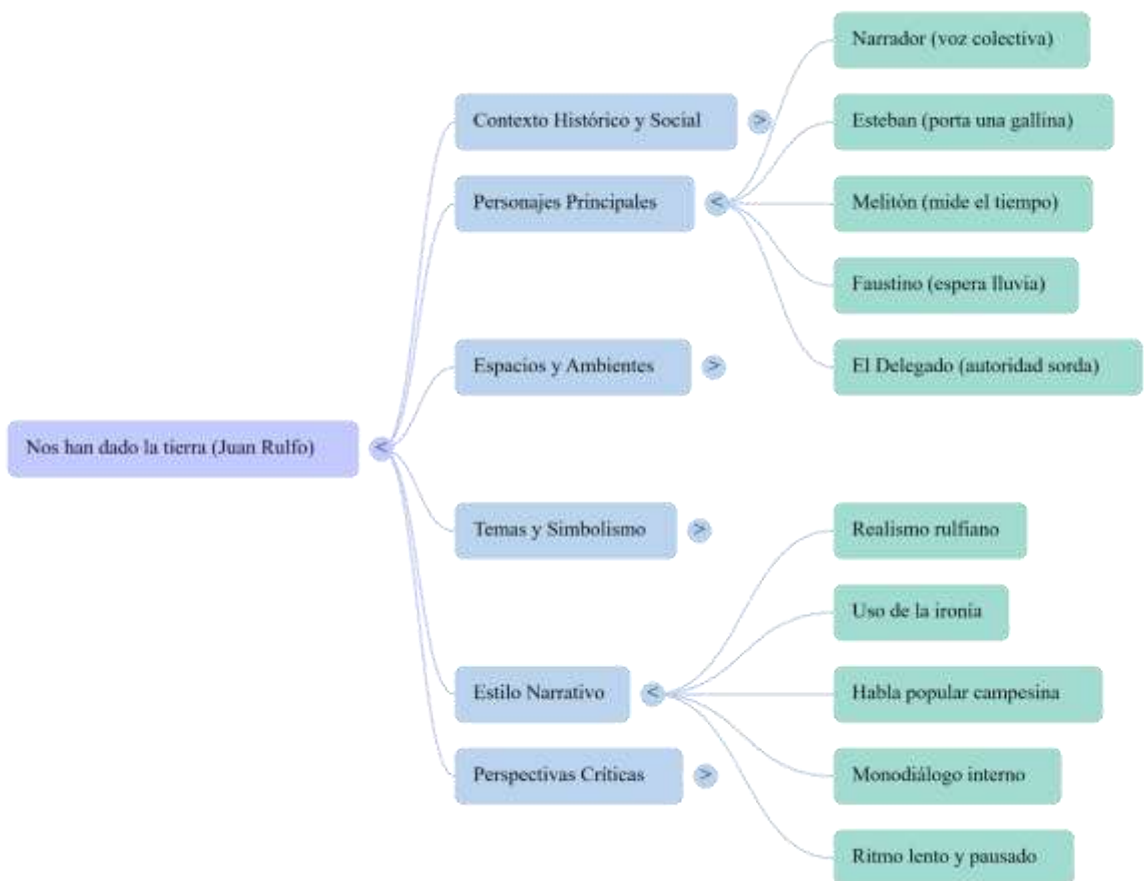 Nos han dado la tierra (Juan Rulfo)
<
Contexto Histórico y Social
>
Personajes Principales
<
Narrador (voz colectiva)
Esteban (porta una gallina)
Melitón (mide el tiempo)
Faustino (espera lluvia)
El Delegado (autoridad sorda)
Espacios y Ambientes
>
Temas y Simbolismo
>
Estilo Narrativo
<
Realismo rulfiano
Uso de la ironía
Habla popular campesina
Monodiálogo interno
Ritmo lento y pausado
Perspectivas Críticas
>